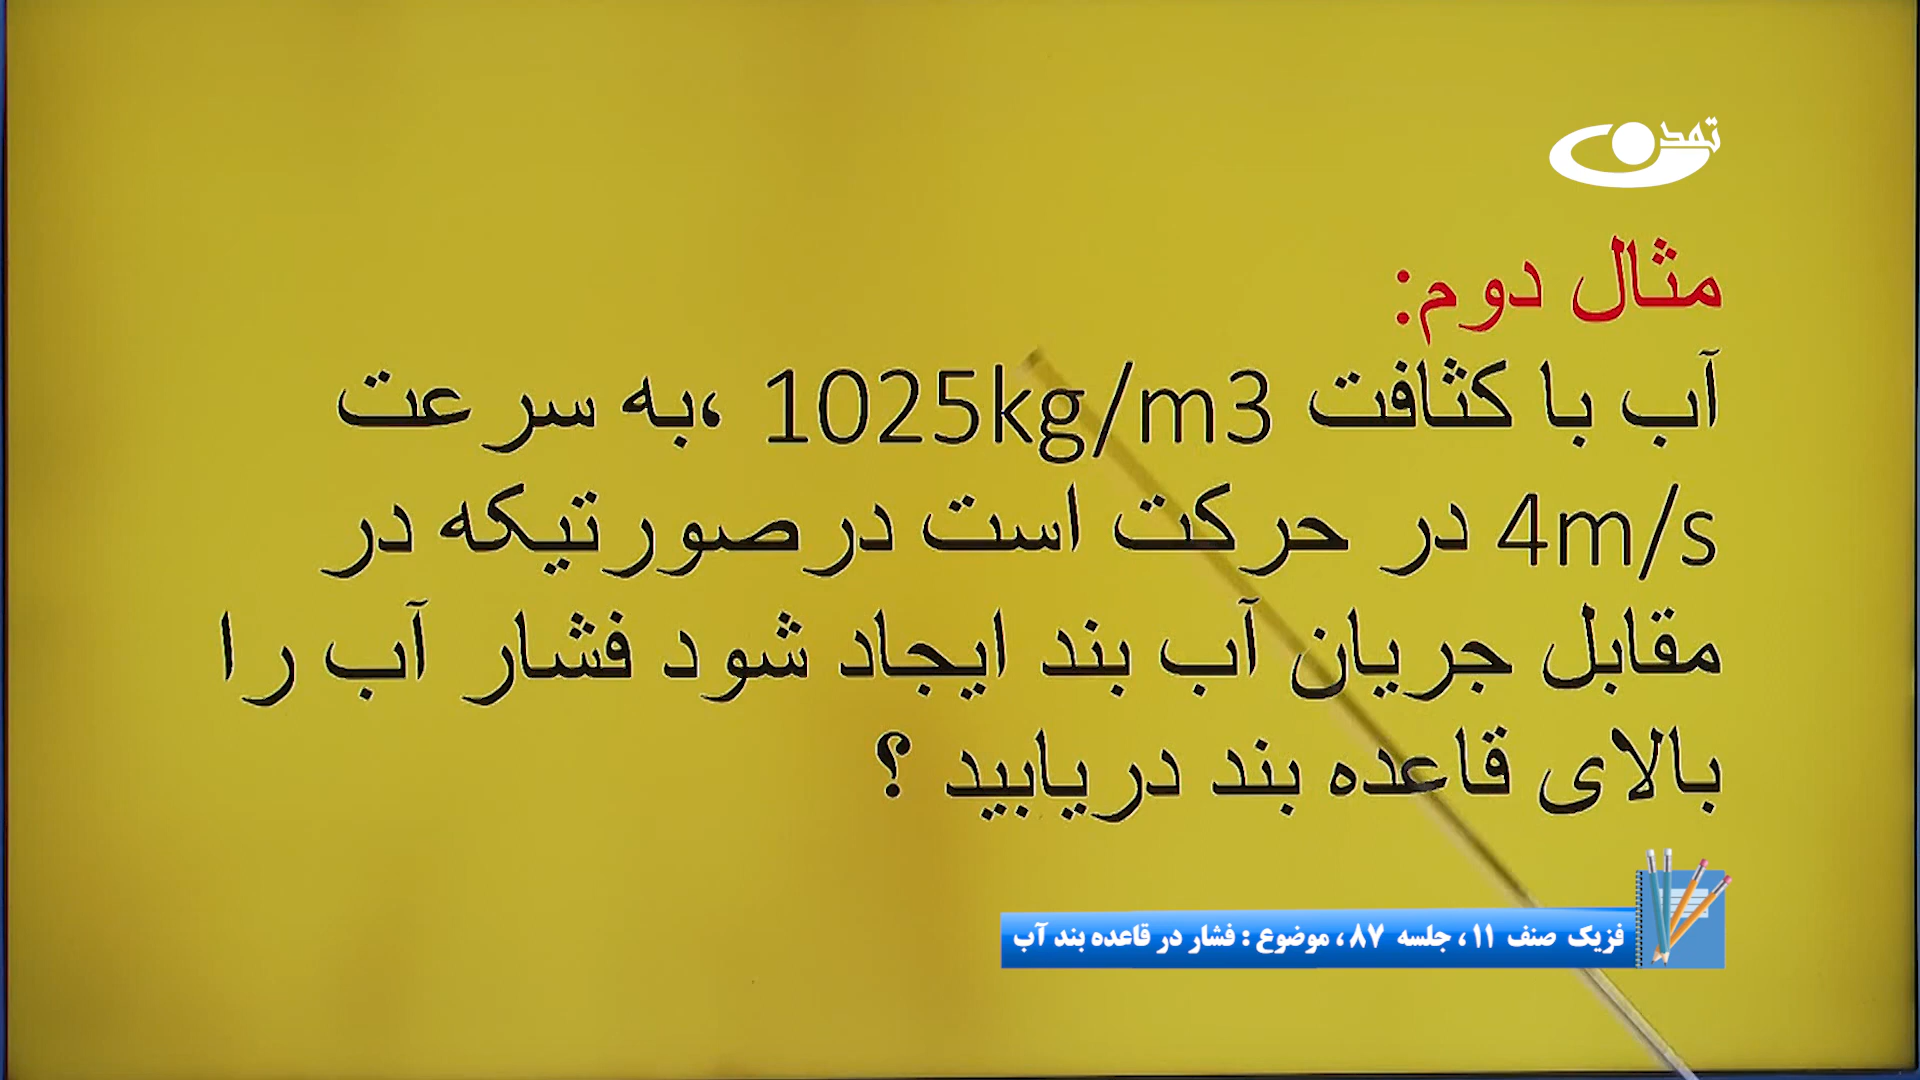 تمدن
مثال دوم:
آب با کثافت 1025kg/m3 ،به سرعت
4m/s در حرکت است درصورتیکه در
مقابل جریان آب بند ایجاد شود فشار آب را
بالای قاعده بند دریابید ؟
فزیک صنف ۱۱، جلسه ۸۷، موضوع : فشار در قاعده بند آب